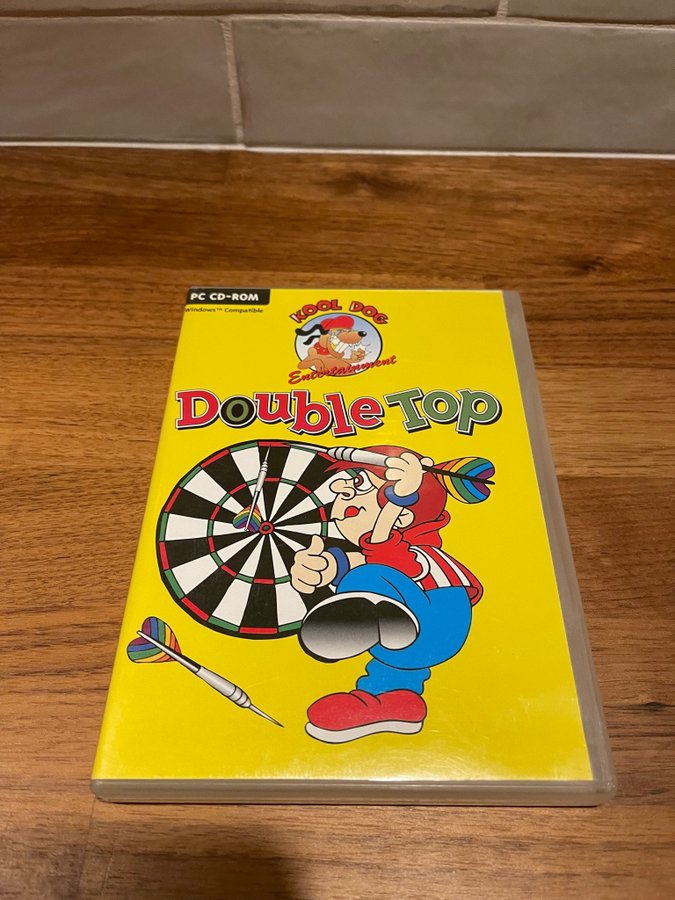 PC CD-ROM
Windows™ Compatible
KOOL DOG
Entertainment
Double Top